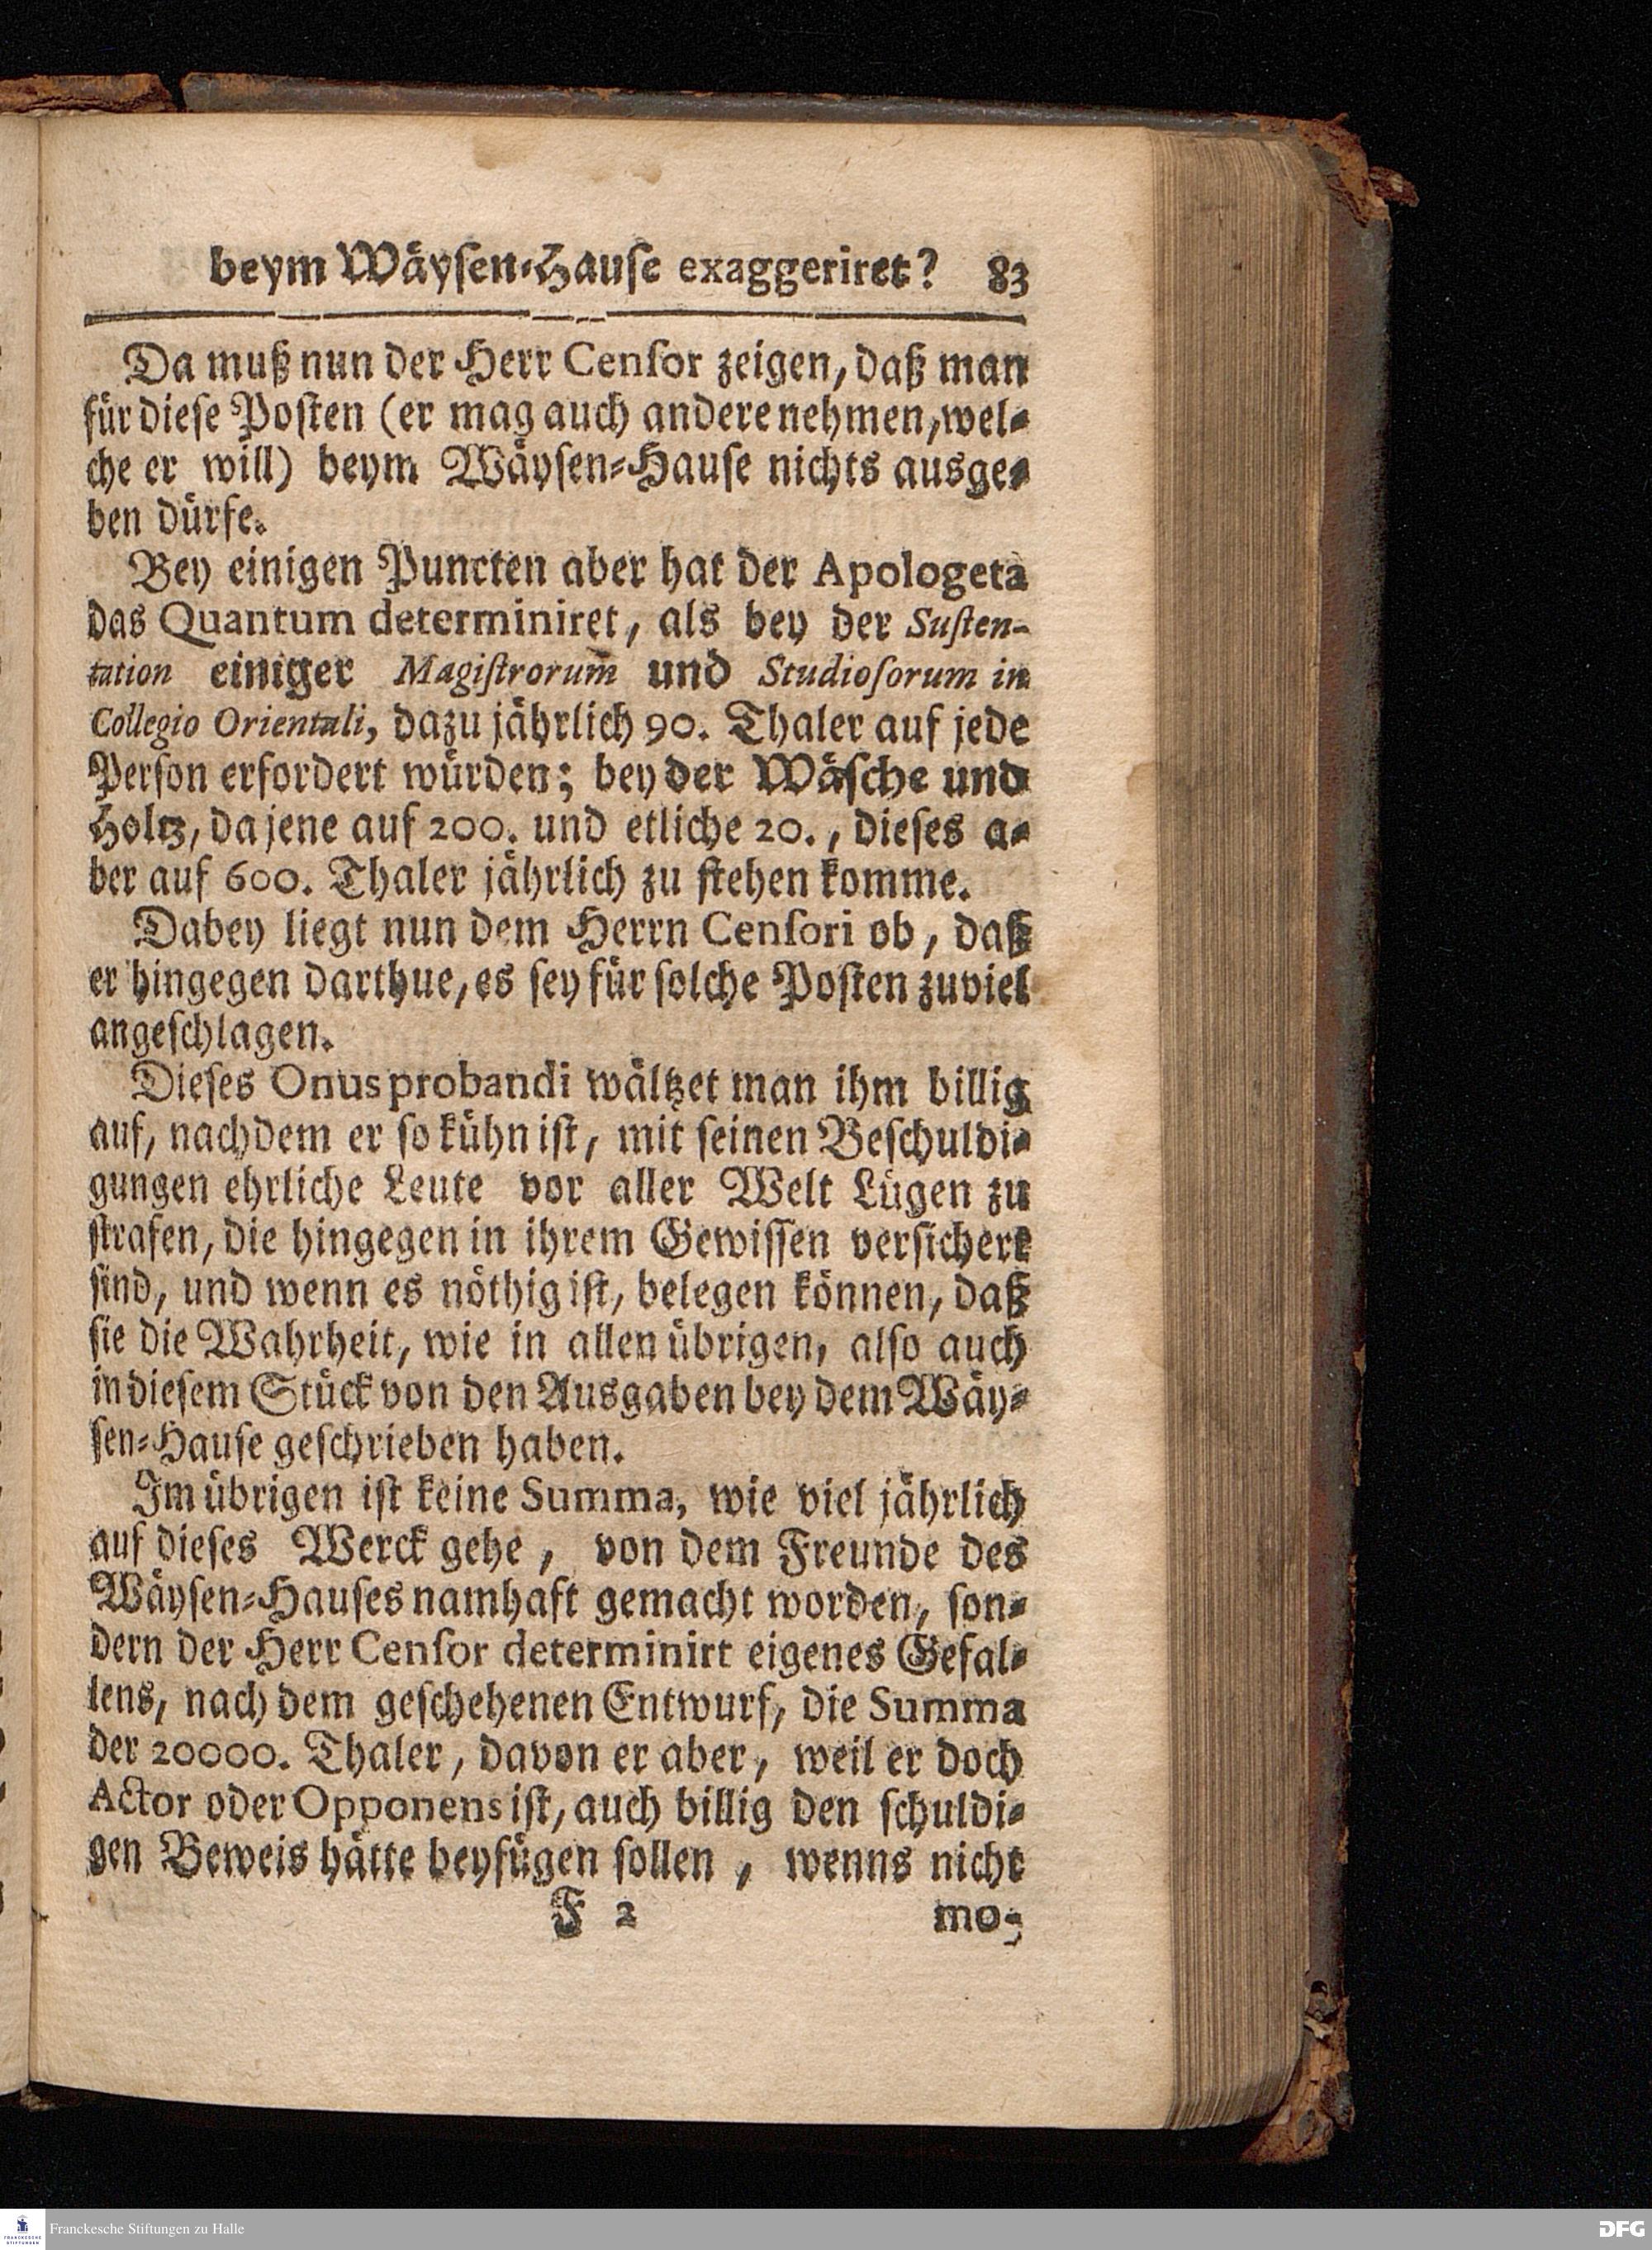 beym Wäyſen-Hauſe exaggeriret? 83
Da muß nun der Herr Cenſor zeigen, daß man
für dieſe Poſten (er mag auch andere nehmen, wel-
che er will) beym Wäyſen-Hauſe nichts ausge-
ben dürfe.
Bey einigen Puncten aber hat der Apologeta
das Quantum determiniret, als bey der Suſten-
tation einiger Magiſtrorum̃ und Studioſorum in
Collegio Orientali, dazu jährlich 90. Thaler auf jede
Perſon erfordert würden; bey der Wäſche und
Holtz, da jene auf 200. und etliche 20., dieſes a-
ber auf 600. Thaler jährlich zu ſtehen komme.
Dabey liegt nun dem Herrn Cenſori ob, daß
er hingegen darthue, es ſey für ſolche Poſten zuviel
angeſchlagen.
Dieſes Onus probandi wältzet man ihm billig
auf, nachdem er ſo kühn iſt, mit ſeinen Beſchuldi-
gungen ehrliche Leute vor aller Welt Lügen zu
ſtrafen, die hingegen in ihrem Gewiſſen verſichert
ſind, und wenn es nöthig iſt, belegen können, daß
ſie die Wahrheit, wie in allen übrigen, alſo auch
in dieſem Stück von den Ausgaben bey dem Wäy-
ſen-Hauſe geſchrieben haben.
Im übrigen iſt keine Summa, wie viel jährlich
auf dieſes Werck gehe, von dem Freunde des
Wäyſen-Hauſes namhaft gemacht worden, ſon-
dern der Herr Cenſor determinirt eigenes Gefal-
lens, nach dem geſchehenen Entwurf, die Summa
der 20000. Thaler, davon er aber, weil er doch
Actor oder Opponens iſt, auch billig den ſchuldi-
gen Beweis hätte beyfügen ſollen, wenns nicht
F 2 mo-
Franckesche Stiftungen zu Halle
DFG